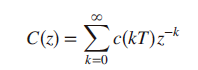 C(z) = ∑_{k=0}^{∞} c(kT)z^{-k}